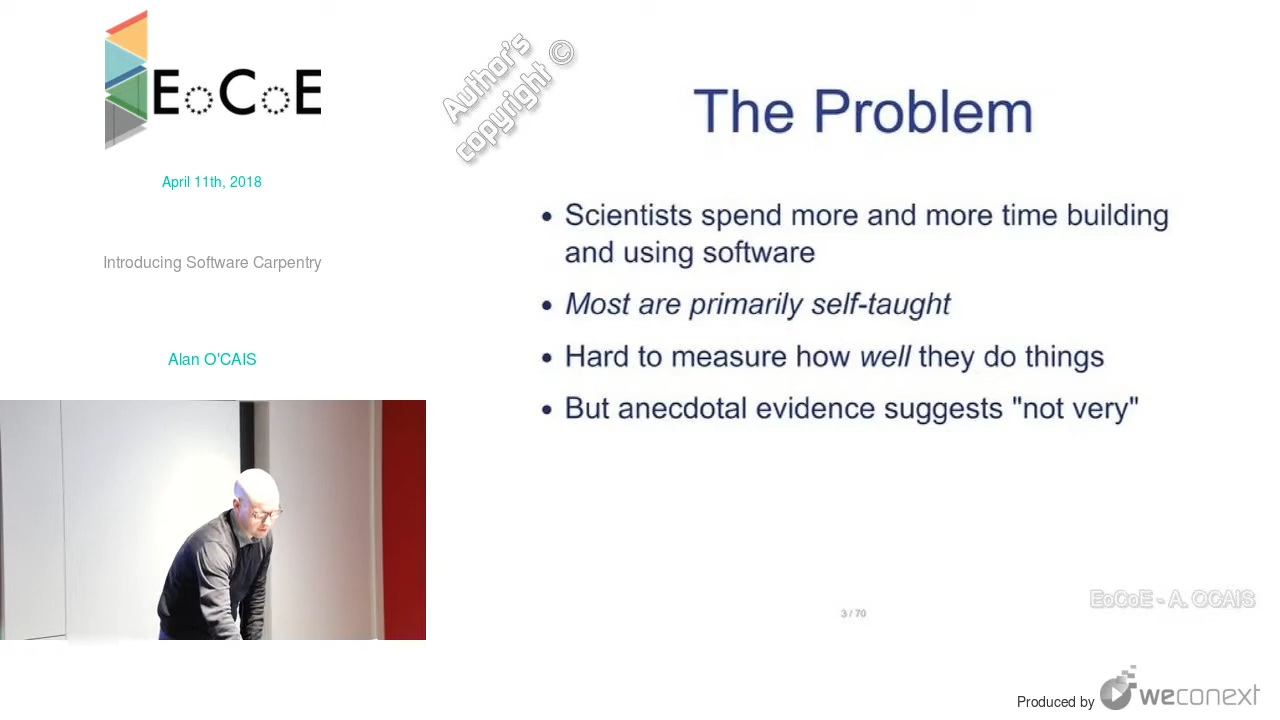 EoCoE
April 11th, 2018
Introducing Software Carpentry
Alan O'CAIS
Author's
copyright ©
The Problem
• Scientists spend more and more time building
and using software
• Most are primarily self-taught
• Hard to measure how well they do things
• But anecdotal evidence suggests "not very"
3 / 70
EoCoE - A. OCAIS
Produced by weconext